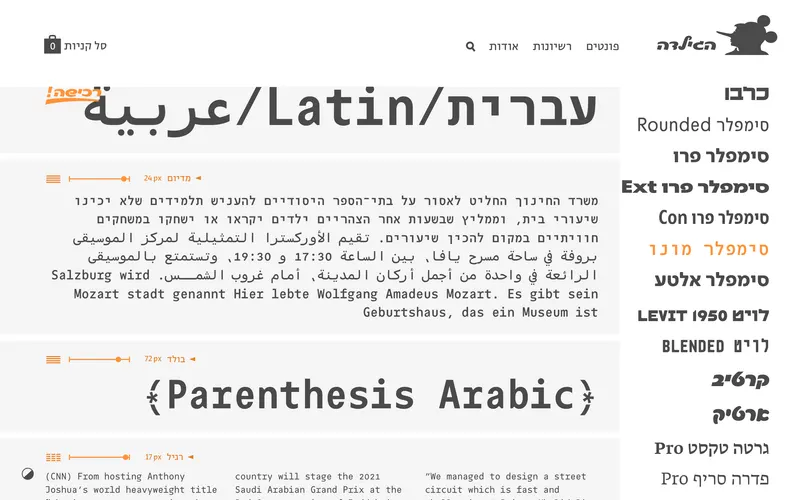 הגילדה
פונטים
רשיונות
אודות
סל קניות
0
כרבו
סימפלר Rounded
סימפלר פרו
סימפלר פרו Ext
סימפלר פרו Con
סימפלר מונו
סימפלר אלטע
לויט LEVIT 1950
לויט BLENDED
קרטיב
ארטיק
גרטה טקסט Pro
פדרה סריף Pro
רכישה!
עברית/Latin/عربية
מדיום
24 px
משרד החינוך החליט לאסור על בתי־הספר היסודיים להעניש תלמידים שלא יכינו
שיעורי בית, וממליץ שבשעות אחר הצהריים ילדים יקראו או ישחקו במשחקים
חווייתיים במקום להכין שיעורים. تقيم الأوركسترا التمثيلية لمركز الموسيقى
بروفة في ساحة مسرح يافا، بين الساعة 17:30 و 19:30، وتستمتع بالموسيقى
الرائعة في واحدة من أجمل أركان المدينة، أمام غروب الشمـــس. Salzburg wird
Mozart stadt genannt Hier lebte Wolfgang Amadeus Mozart. Es gibt sein
Geburtshaus, das ein Museum ist
בולד
72 px
﴿Parenthesis Arabic﴾
רגיל
17 px
(CNN) From hosting Anthony
Joshua’s world heavyweight title
country will stage the 2021
Saudi Arabian Grand Prix at the
“We managed to design a street
circuit which is fast and